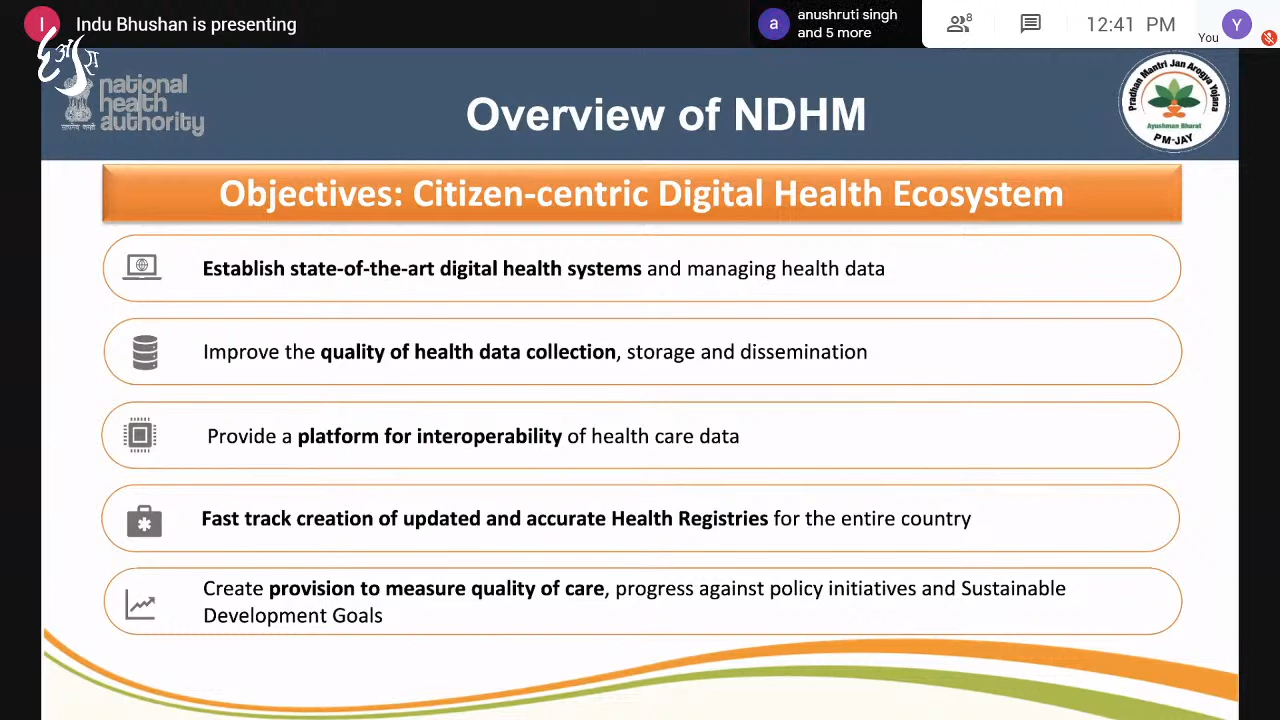 I
Indu Bhushan is presenting
a
anushruti singh
and 5 more
8
12:41 PM
You
Y
national
health
authority
Overview of NDHM
Pradhan Mantri Jan Arogya Yojana
Ayushman Bharat
PM-JAY
Objectives: Citizen-centric Digital Health Ecosystem
Establish state-of-the-art digital health systems and managing health data
Improve the quality of health data collection, storage and dissemination
Provide a platform for interoperability of health care data
Fast track creation of updated and accurate Health Registries for the entire country
Create provision to measure quality of care, progress against policy initiatives and Sustainable
Development Goals